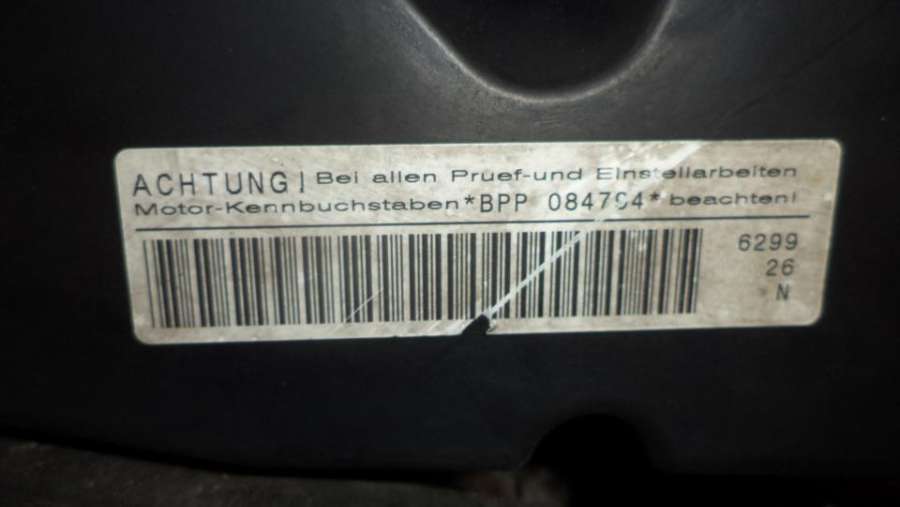 ACHTUNG! Bei allen Pruef-und Einstellarbeiten
Motor-Kennbuchstaben *BPP beachten!
6299
26
N